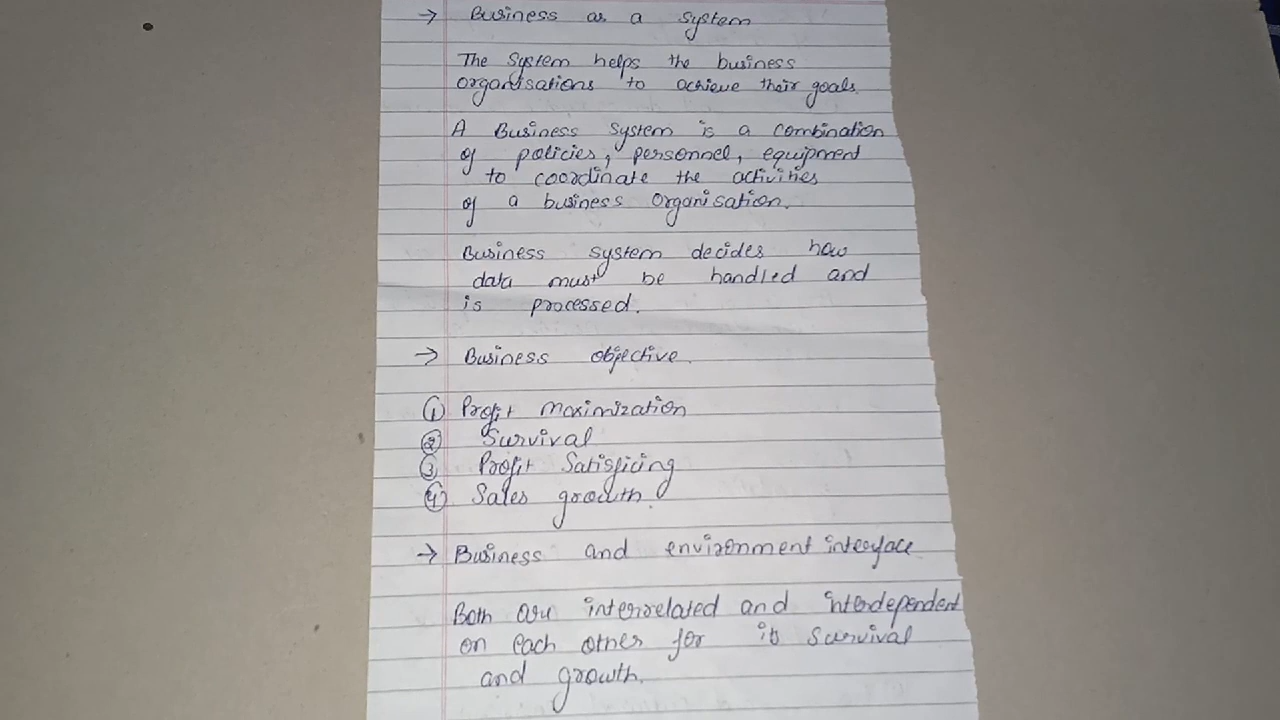 → Business as a system
The System helps the business
organisations to achieve their goals.
A Business system is a combination
of policies, personnel, equipment
to coordinate the activities
of a business organisation.
Business system decides how
data must be handled and
is processed.
→ Business objective.
① Profit maximization
② Survival
③ Profit Satisficing
④ Sales growth.
→ Business and environment interface
Both are interrelated and interdependent
on each other for its survival
and growth.